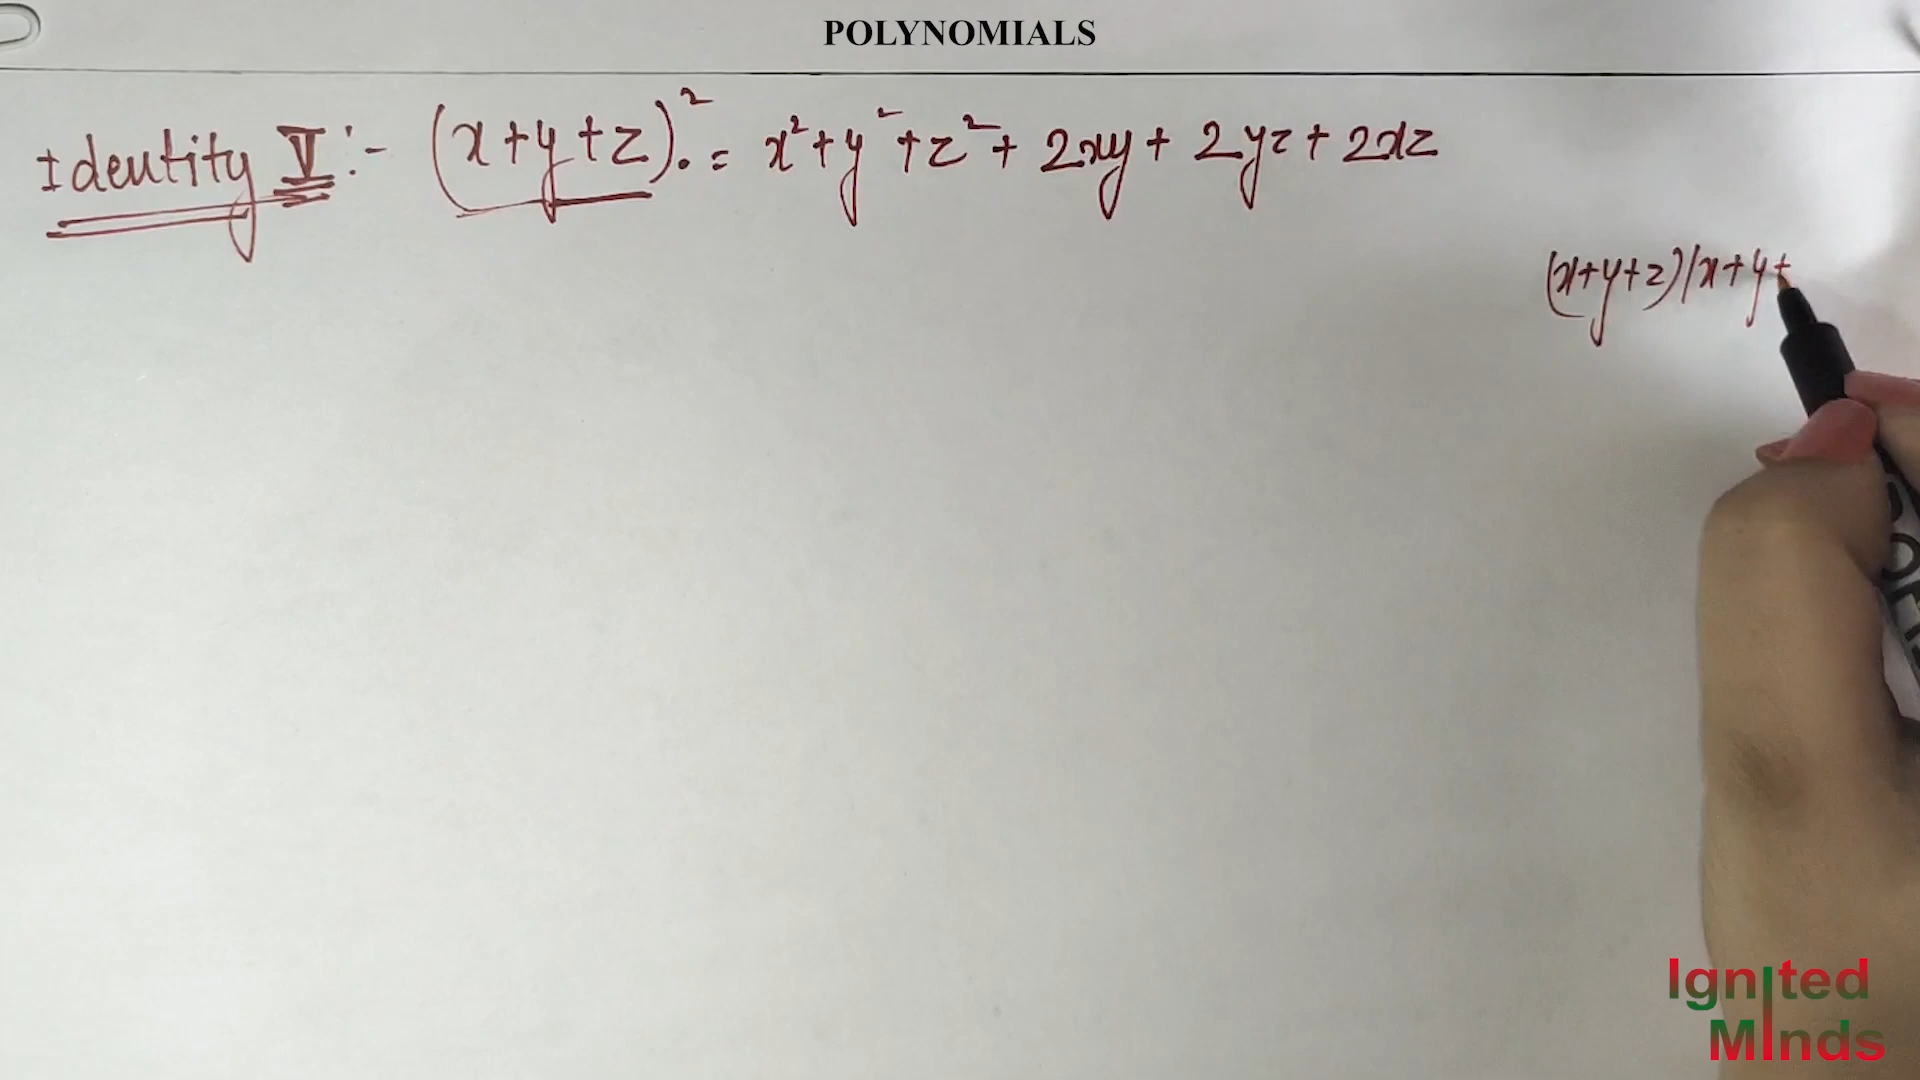 POLYNOMIALS
Identity V :- (x+y+z)² = x² + y² + z² + 2xy + 2yz + 2xz
(x+y+z)(x+y+
Ignited
Minds